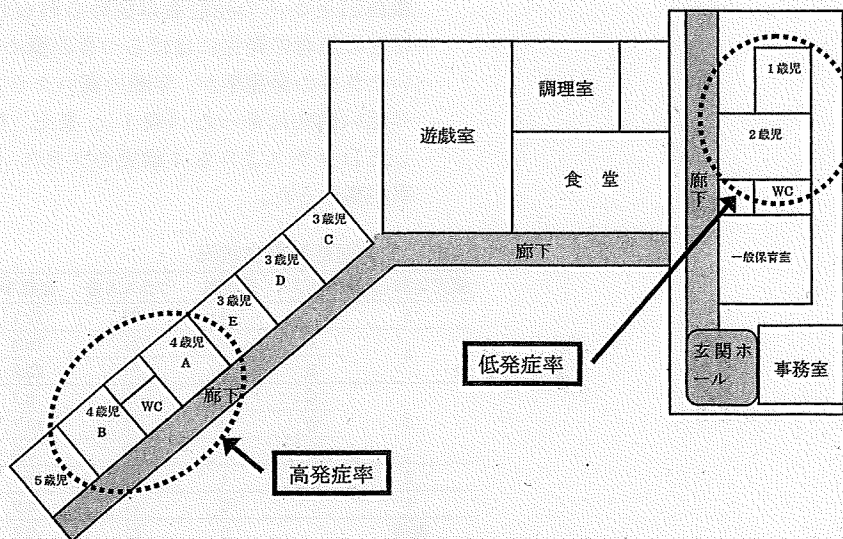 1歳児
調理室
遊戯室
2歳児
食 堂
廊
下
WC
3歳児
C
廊下
一般保育室
3歳児
D
3歳児
E
4歳児
A
低発症率
玄関ホ
ール
事務室
廊下
WC
4歳児
B
5歳児
高発症率